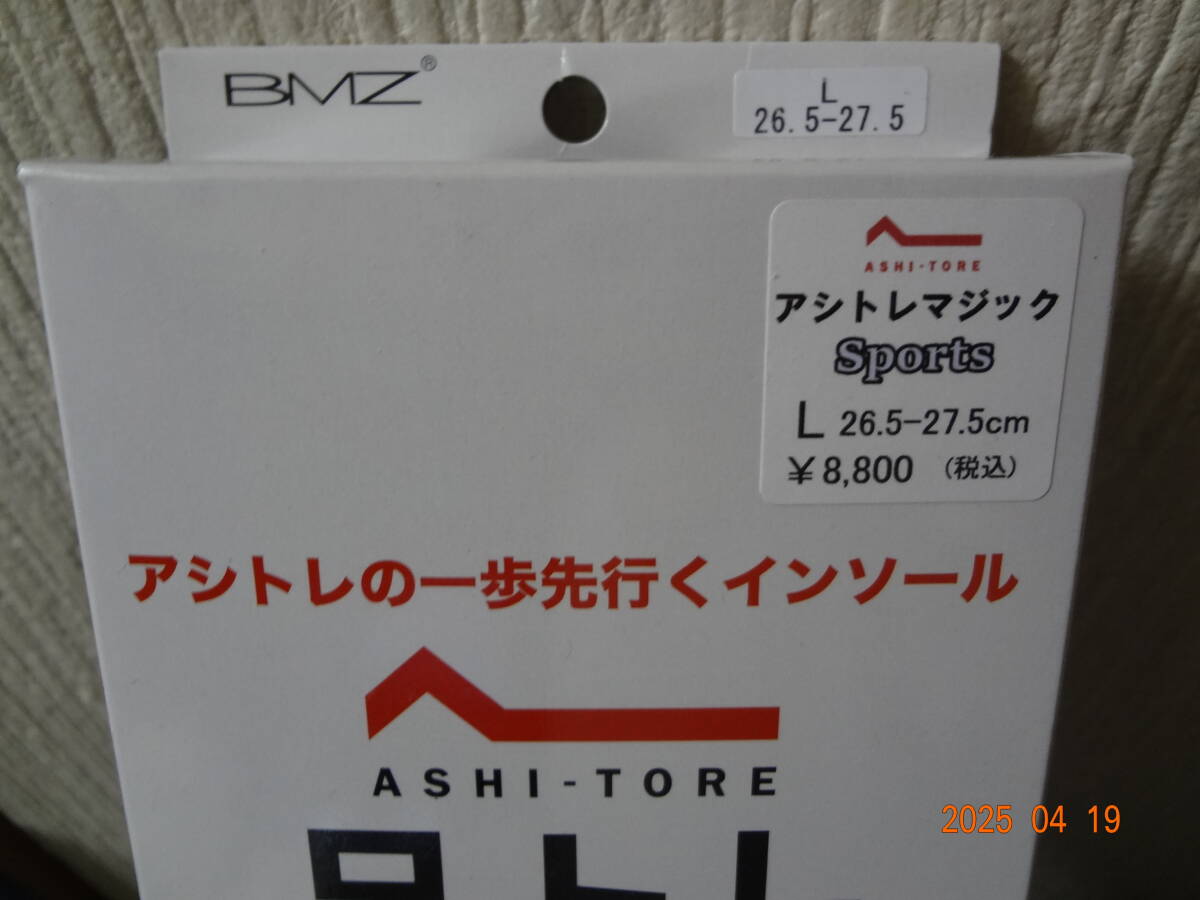 BMZ®
L
26.5-27.5
ASHI-TORE
アシトレマジック
Sports
L 26.5-27.5cm
¥8,800 (税込)
アシトレの一歩先行くインソール
ASHI-TORE
2025 04 19